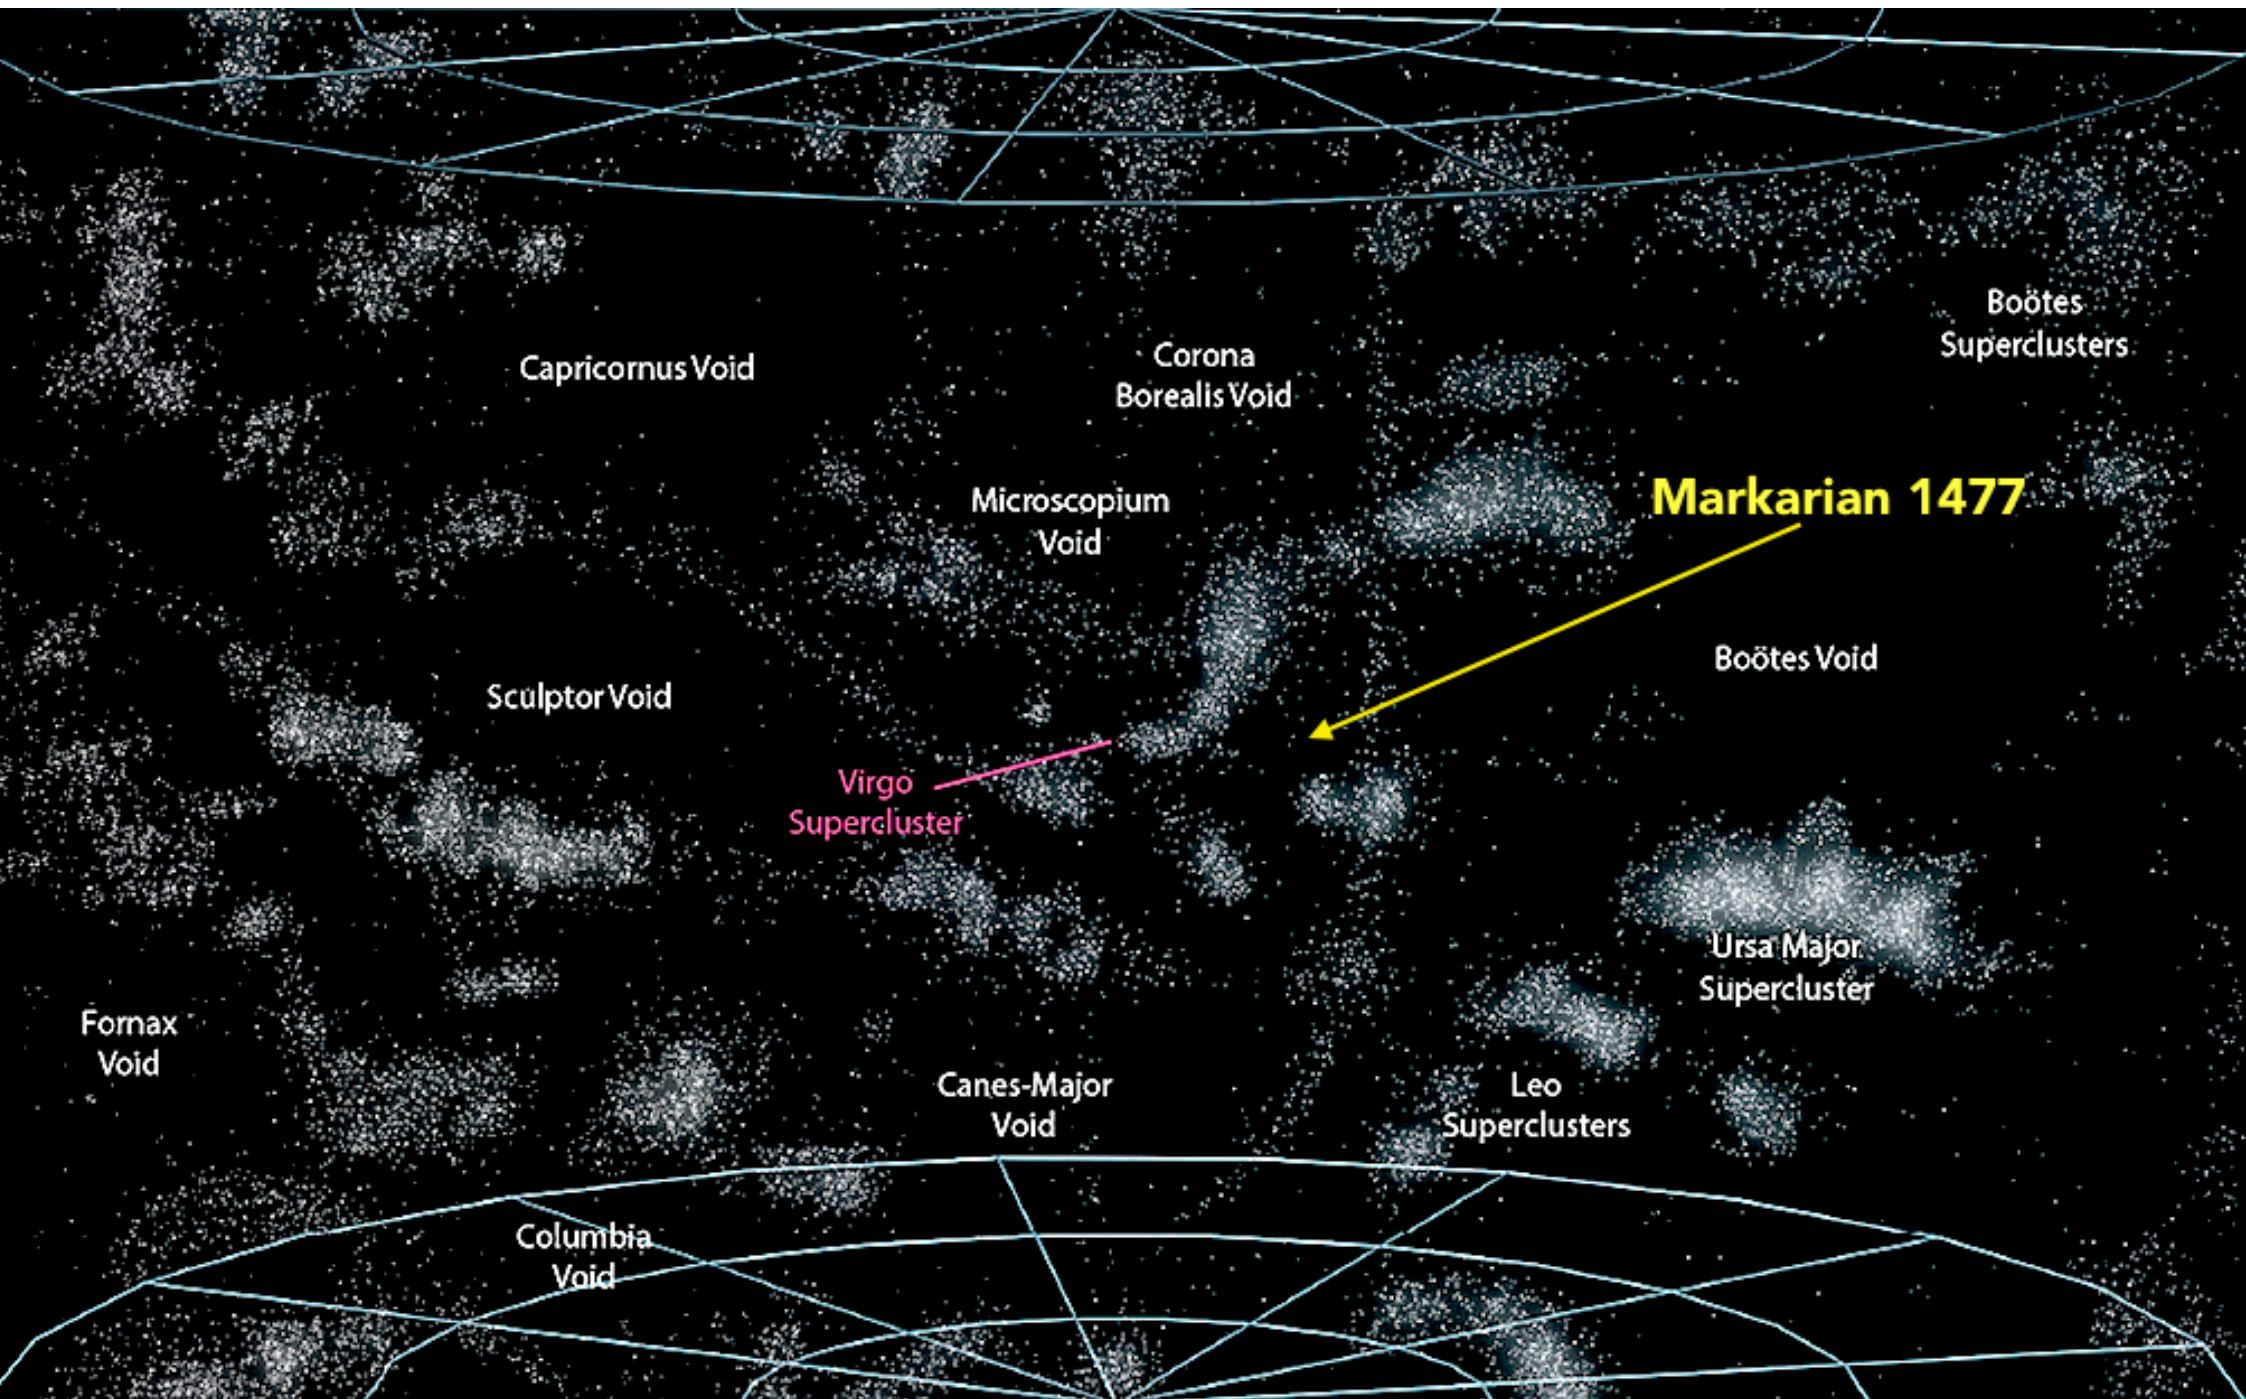 Boötes
Superclusters
Capricornus Void
Corona
Borealis Void
Microscopium
Void
Markarian 1477
Boötes Void
Sculptor Void
Virgo
Supercluster
Ursa Major
Supercluster
Fornax
Void
Canes-Major
Void
Leo
Superclusters
Columbia
Void